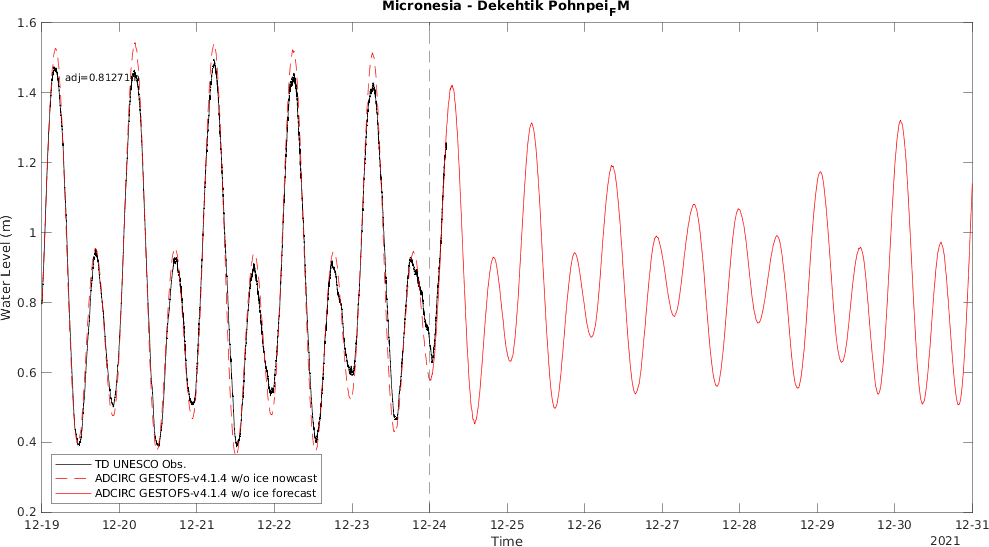 Micronesia - Dekehtik Pohnpei_FM
1.6
1.4
1.2
1
0.8
0.6
0.4
0.2
Water Level (m)
adj=0.81271
TD UNESCO Obs.
ADCIRC GESTOFS-v4.1.4 w/o ice nowcast
ADCIRC GESTOFS-v4.1.4 w/o ice forecast
12-19 12-20 12-21 12-22 12-23 12-24 12-25 12-26 12-27 12-28 12-29 12-30 12-31
Time
2021